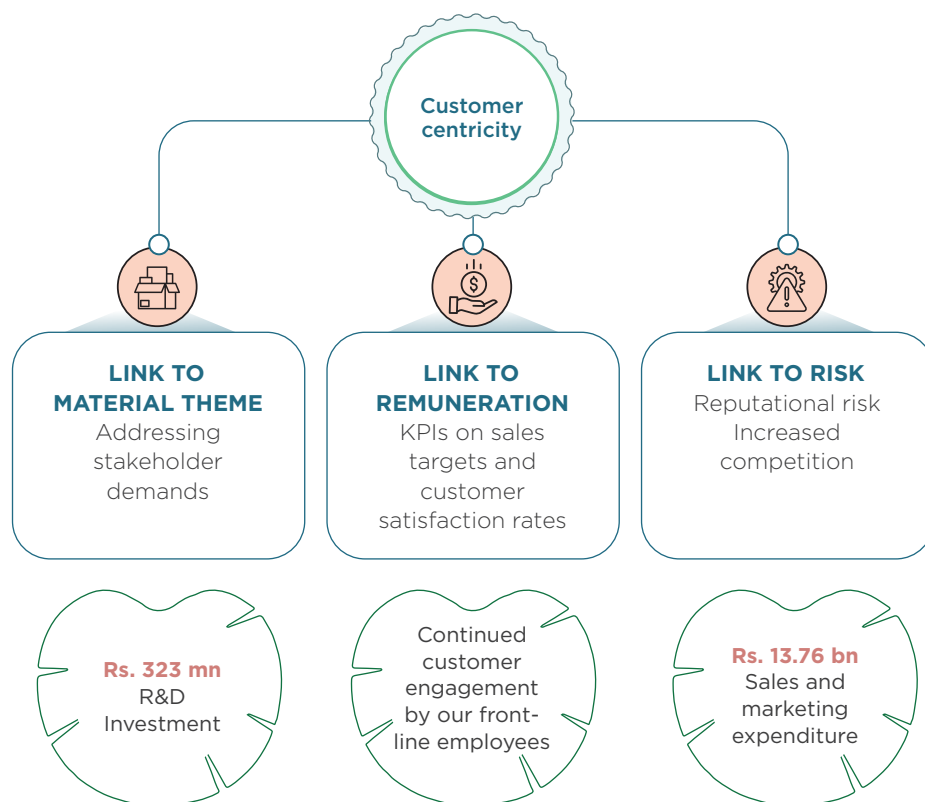 Customer
centricity
LINK TO
MATERIAL THEME
Addressing
stakeholder
demands
LINK TO
REMUNERATION
KPIs on sales
targets and
customer
satisfaction rates
LINK TO RISK
Reputational risk
Increased
competition
Rs. 323 mn
R&D
Investment
Continued
customer
engagement
by our front-
line employees
Rs. 13.76 bn
Sales and
marketing
expenditure